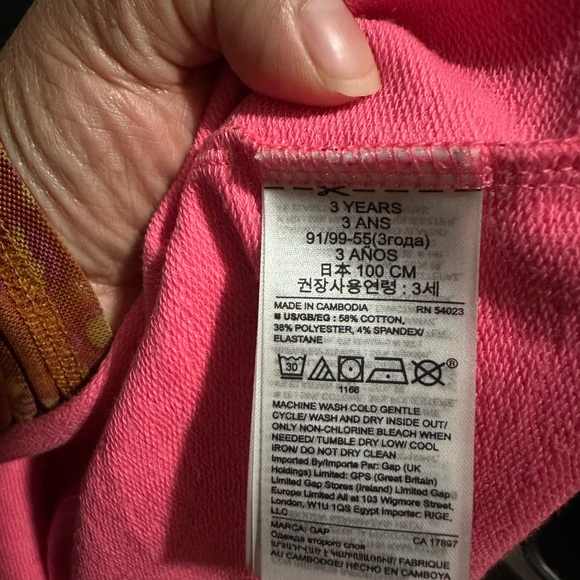 3 YEARS
3 ANS
91/99-55(3года)
3 AÑOS
日本 100 CM
권장사용연령 : 3세
MADE IN CAMBODIA RN 54023
■ US/GB/EG : 58% COTTON,
38% POLYESTER, 4% SPANDEX/
ELASTANE
30
®
1166
MACHINE WASH COLD GENTLE
CYCLE/ WASH AND DRY INSIDE OUT/
ONLY NON-CHLORINE BLEACH WHEN
NEEDED/ TUMBLE DRY LOW/ COOL
IRON/ DO NOT DRY CLEAN
Imported By/Importe Par: Gap (UK
Holdings) Limited: GPS (Great Britain)
Limited Gap Stores (Ireland) Limited Gap
Europe Limited All at 103 Wigmore Street,
London, W1U 1QS Egypt Importer: RIGE,
LLC
MARCA: GAP CA 17897
Одежда второго слоя
FABRIQUE
AU CAMBODGE/ HECHO EN CAMBOYA